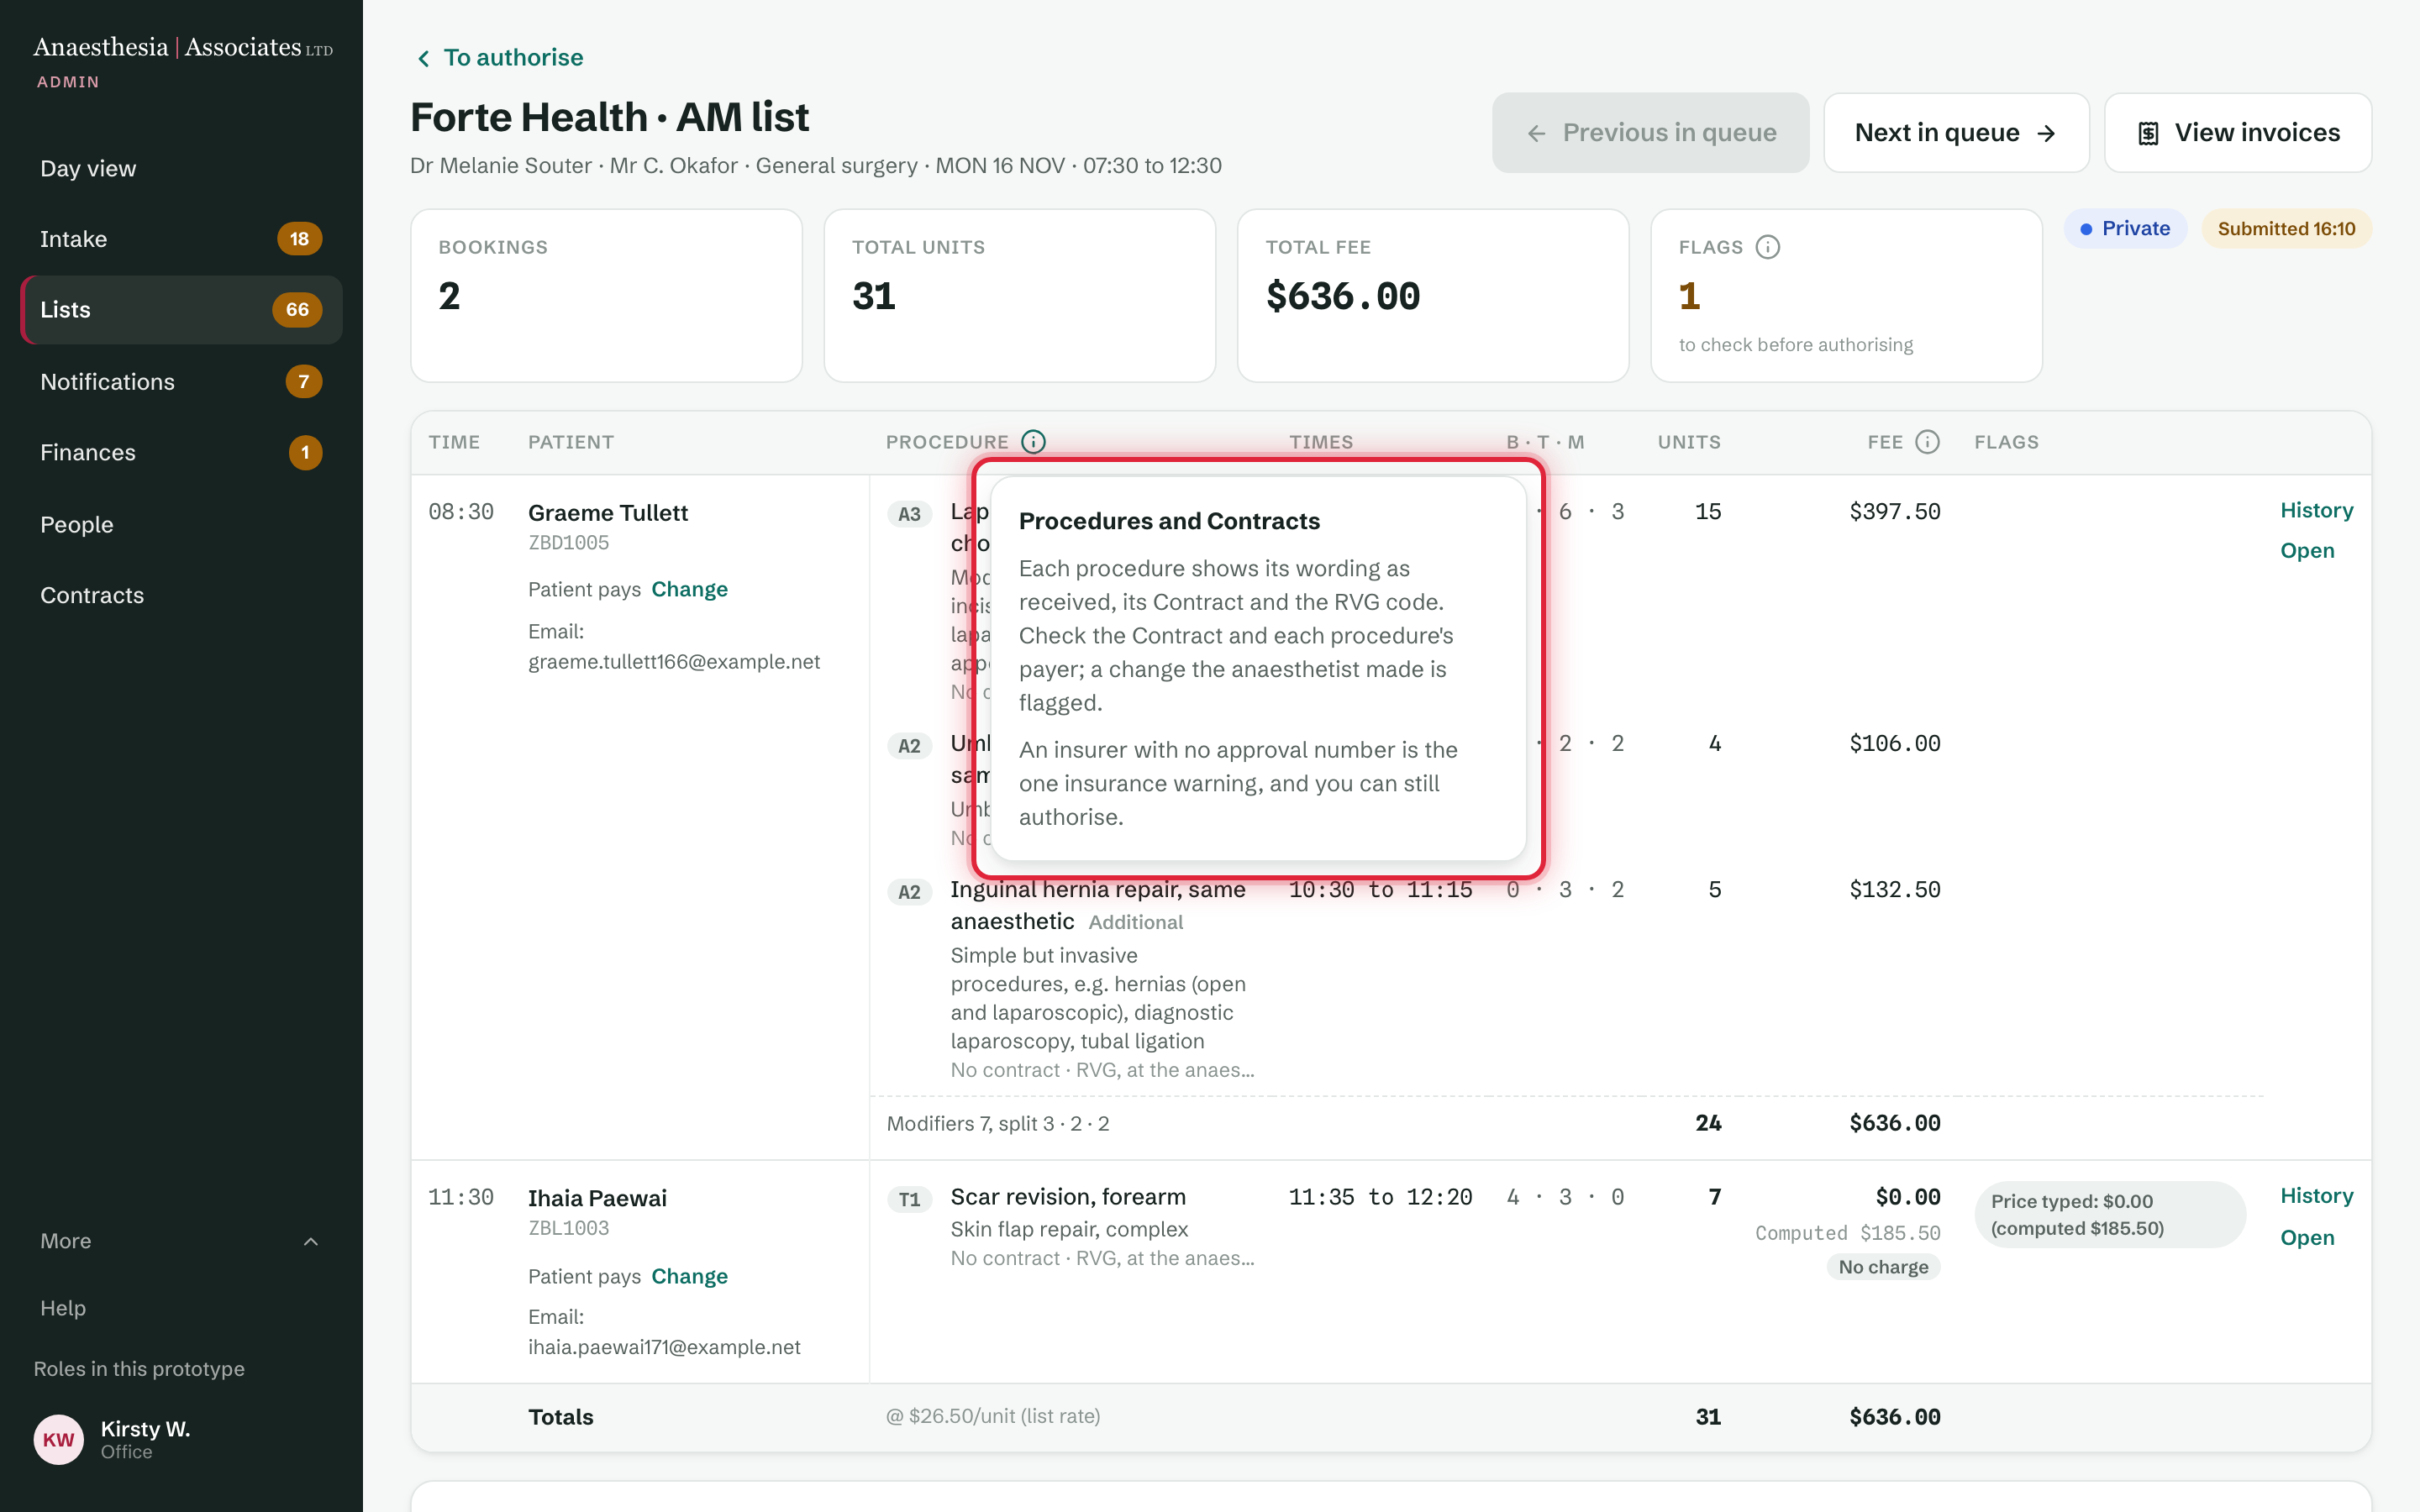 Anaesthesia | Associates LTD
ADMIN
Day view
Intake 18
Lists 66
Notifications 7
Finances 1
People
Contracts
More
Help
Roles in this prototype
KW
Kirsty W.
Office
To authorise
Forte Health · AM list
Dr Melanie Souter · Mr C. Okafor · General surgery · MON 16 NOV · 07:30 to 12:30
Previous in queue
Next in queue
View invoices
BOOKINGS
2
TOTAL UNITS
31
TOTAL FEE
$636.00
FLAGS
1
to check before authorising
Private
Submitted 16:10
TIME PATIENT PROCEDURE TIMES B · T · M UNITS FEE FLAGS
08:30
Graeme Tullett
ZBD1005
Patient pays Change
Email:
graeme.tullett166@example.net
A3
· 6 · 3 15 $397.50
History
Open
Procedures and Contracts
Each procedure shows its wording as
received, its Contract and the RVG code.
Check the Contract and each procedure's
payer; a change the anaesthetist made is
flagged.
An insurer with no approval number is the
one insurance warning, and you can still
authorise.
A2
· 2 · 2 4 $106.00
A2 Inguinal hernia repair, same 10:30 to 11:15 0 · 3 · 2 5 $132.50
anaesthetic Additional
Simple but invasive
procedures, e.g. hernias (open
and laparoscopic), diagnostic
laparoscopy, tubal ligation
No contract · RVG, at the anaes...
Modifiers 7, split 3 · 2 · 2 24 $636.00
11:30
Ihaia Paewai
ZBL1003
Patient pays Change
Email:
ihaia.paewai171@example.net
T1 Scar revision, forearm 11:35 to 12:20 4 · 3 · 0 7 $0.00
Skin flap repair, complex
No contract · RVG, at the anaes...
Computed $185.50
No charge
Price typed: $0.00
(computed $185.50)
History
Open
Totals @ $26.50/unit (list rate) 31 $636.00